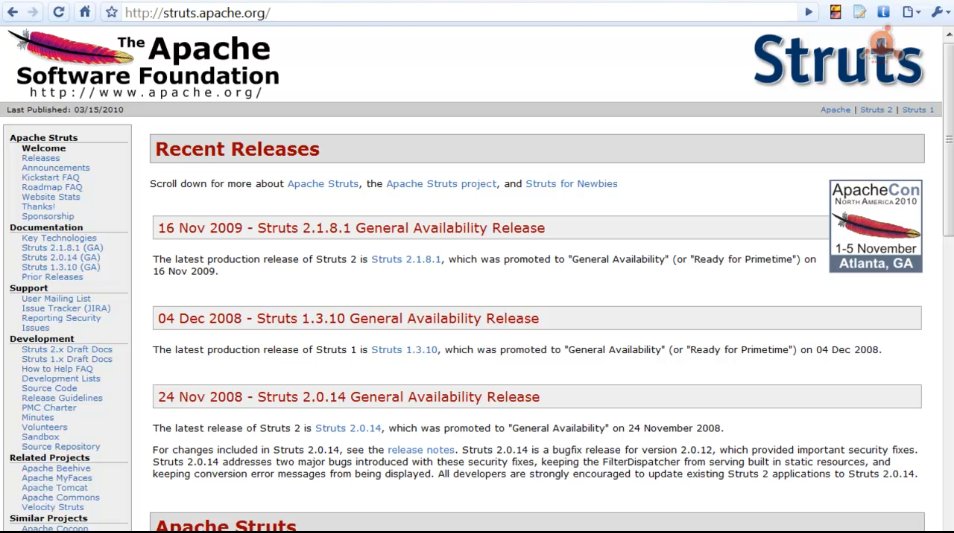 http://struts.apache.org/
The Apache
Software Foundation
http://www.apache.org/
Struts
Last Published: 03/15/2010
Apache | Struts 2 | Struts 1
Apache Struts
Welcome
Releases
Announcements
Kickstart FAQ
Roadmap FAQ
Website Stats
Thanks!
Sponsorship
Documentation
Key Technologies
Struts 2.1.8.1 (GA)
Struts 2.0.14 (GA)
Struts 1.3.10 (GA)
Prior Releases
Support
User Mailing List
Issue Tracker (JIRA)
Reporting Security
Issues
Development
Struts 2.x Draft Docs
Struts 1.x Draft Docs
How to Help FAQ
Development Lists
Source Code
Release Guidelines
PMC Charter
Minutes
Volunteers
Sandbox
Source Repository
Related Projects
Apache Beehive
Apache MyFaces
Apache Tomcat
Apache Commons
Velocity Struts
Similar Projects
Apache Cocoon
Recent Releases
Scroll down for more about Apache Struts, the Apache Struts project, and Struts for Newbies
ApacheCon
North America 2010
1-5 November
Atlanta, GA
16 Nov 2009 - Struts 2.1.8.1 General Availability Release
The latest production release of Struts 2 is Struts 2.1.8.1, which was promoted to "General Availability" (or "Ready for Primetime") on
16 Nov 2009.
04 Dec 2008 - Struts 1.3.10 General Availability Release
The latest production release of Struts 1 is Struts 1.3.10, which was promoted to "General Availability" (or "Ready for Primetime") on 04 Dec 2008.
24 Nov 2008 - Struts 2.0.14 General Availability Release
The latest release of Struts 2 is Struts 2.0.14, which was promoted to "General Availability" on 24 November 2008.
For changes included in Struts 2.0.14, see the release notes. Struts 2.0.14 is a bugfix release for version 2.0.12, which provided important security fixes.
Struts 2.0.14 addresses two major bugs introduced with these security fixes, keeping the FilterDispatcher from serving built in static resources, and
keeping conversion error messages from being displayed. All developers are strongly encouraged to update existing Struts 2 applications to Struts 2.0.14.
Apache Struts